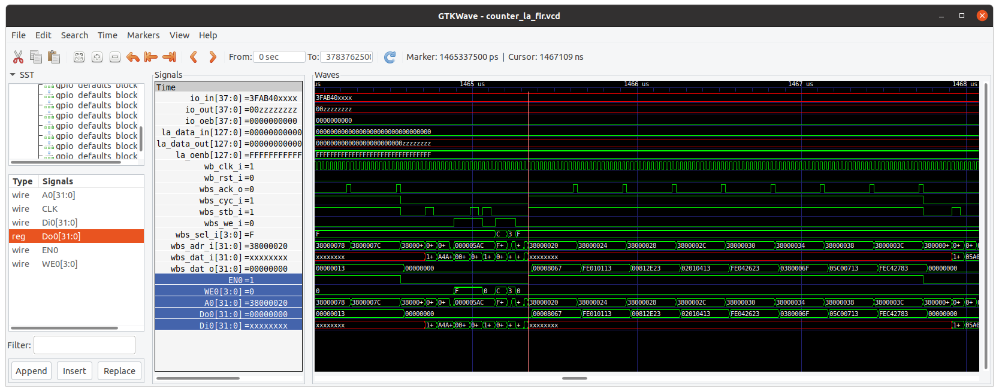 GTKWave - counter_la_fir.vcd
File Edit Search Time Markers View Help
From: 0 sec To: 378376250 Marker: 1465337500 ps | Cursor: 1467109 ns
SST
gpio defaults block
gpio defaults block
gpio defaults block
gpio defaults block
gpio defaults block
gpio defaults block
gpio defaults block
gpio defaults block
Type Signals
wire A0[31:0]
wire CLK
wire Di0[31:0]
reg Do0[31:0]
wire EN0
wire WE0[3:0]
Filter:
Append Insert Replace
Signals
Time
io_in[37:0]=3FAB40xxxx
io_out[37:0]=00zzzzzzzz
io_oeb[37:0]=0000000000
la_data_in[127:0]=00000000000
la_data_out[127:0]=00000000000
la_oenb[127:0]=FFFFFFFFFFF
wb_clk_i=1
wb_rst_i=0
wbs_ack_o=0
wbs_cyc_i=1
wbs_stb_i=1
wbs_we_i=0
wbs_sel_i[3:0]=F
wbs_adr_i[31:0]=38000020
wbs_dat_i[31:0]=xxxxxxxx
wbs_dat_o[31:0]=00000000
EN0=1
WE0[3:0]=0
A0[31:0]=38000020
Do0[31:0]=00000000
Di0[31:0]=xxxxxxxx
Waves
us 1465 us 1466 us 1467 us 1468 us
3FAB40xxxx
00zzzzzzzz
0000000000
00000000000000000000000000000000
000000000000000000000000zzzzzzzz
FFFFFFFFFFFFFFFFFFFFFFFFFFFFFFFF
F C 3 F
38000078 3800007C 38000+ 0+ 0+ 000005AC F+ + 38000020 38000024 38000028 3800002C 38000030 38000034 38000038 3800003C 380000+ 0+ 0+
xxxxxxxx 1+ A4A+ 00+ 0+ 1+ 0+ + + xxxxxxxx 1+ 05A0
00000013 00000000 00008067 FE010113 00812E23 02010413 FE042623 0380006F 05C00713 FEC42783 00000000
0 F 0 C 3 0
38000078 3800007C 38000+ 0+ 0+ 000005AC F+ + 38000020 38000024 38000028 3800002C 38000030 38000034 38000038 3800003C 380000+ 0+ 0+
00000013 00000000 00008067 FE010113 00812E23 02010413 FE042623 0380006F 05C00713 FEC42783 00000000
xxxxxxxx 1+ A4A+ 00+ 0+ 1+ 0+ + + xxxxxxxx 1+ 05A0